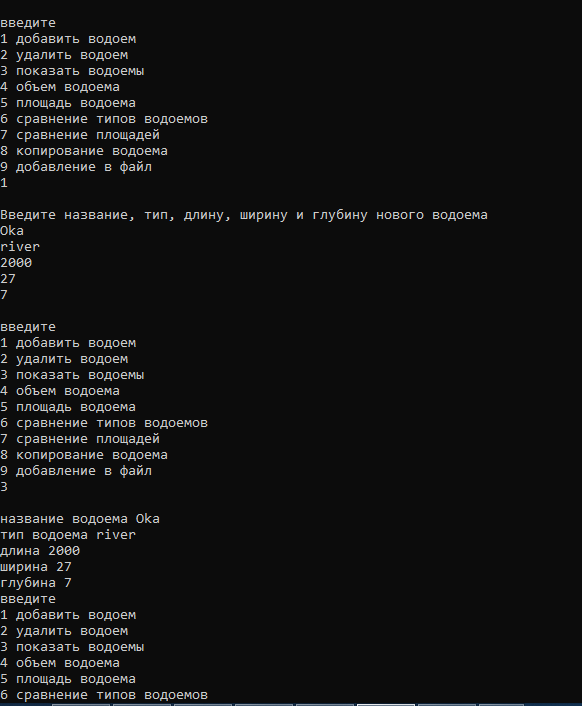 введите
1 добавить водоем
2 удалить водоем
3 показать водоемы
4 объем водоема
5 площадь водоема
6 сравнение типов водоемов
7 сравнение площадей
8 копирование водоема
9 добавление в файл
1
Введите название, тип, длину, ширину и глубину нового водоема
Oka
river
2000
27
7
введите
1 добавить водоем
2 удалить водоем
3 показать водоемы
4 объем водоема
5 площадь водоема
6 сравнение типов водоемов
7 сравнение площадей
8 копирование водоема
9 добавление в файл
3
название водоема Oka
тип водоема river
длина 2000
ширина 27
глубина 7
введите
1 добавить водоем
2 удалить водоем
3 показать водоемы
4 объем водоема
5 площадь водоема
6 сравнение типов водоемов